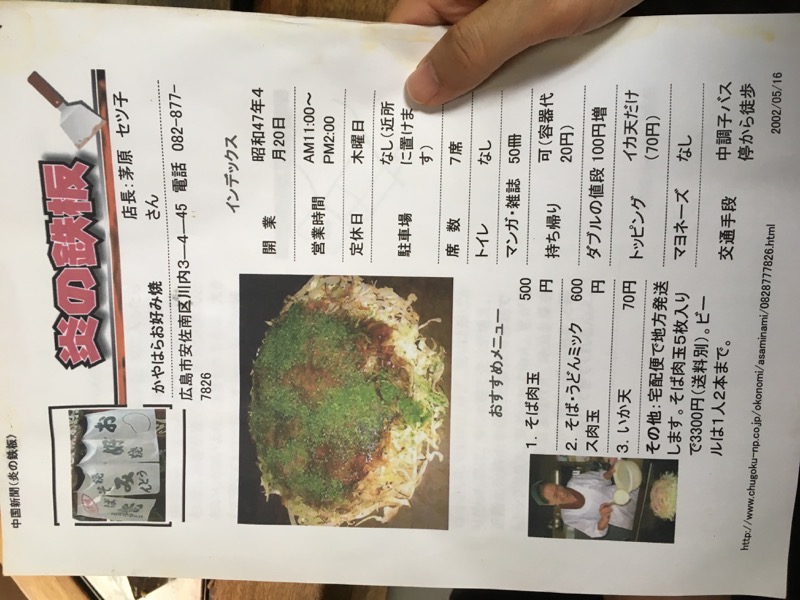 中国新聞(炎の鉄板)
炎の鉄板
お
好
焼
みうどん
焼そば
かやはらお好み焼
店長:茅原 セツ子
さん
広島市安佐南区川内3―4―45 電話 082-877-
7826
インデックス
開 業
昭和47年4
月20日
営業時間
AM11:00～
PM2:00
定休日
木曜日
駐車場
なし(近所
に置けま
す)
席 数
7席
トイレ
なし
マンガ・雑誌 50冊
持ち帰り
可(容器代
20円)
ダブルの値段 100円増
トッピング
イカ天だけ
(70円)
マヨネーズ
なし
交通手段
中調子バス
停から徒歩
おすすめメニュー
1. そば肉玉
500
円
2. そば・うどんミック
ス肉玉
600
円
3. いか天
70円
その他:宅配便で地方発送
します。そば肉玉5枚入り
で3300円(送料別)。ビー
ルは1人2本まで。
http://www.chugoku-np.co.jp/okonomi/asaminami/0828777826.html
2002/05/16